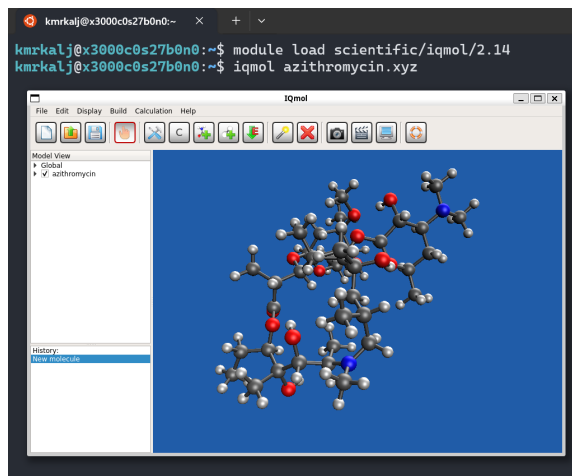 kmrkalj@x3000c0s27b0n0:~
kmrkalj@x3000c0s27b0n0:~$ module load scientific/iqmol/2.14
kmrkalj@x3000c0s27b0n0:~$ iqmol azithromycin.xyz
IQmol
File Edit Display Build Calculation Help
C
Model View
Global
azithromycin
History:
New molecule